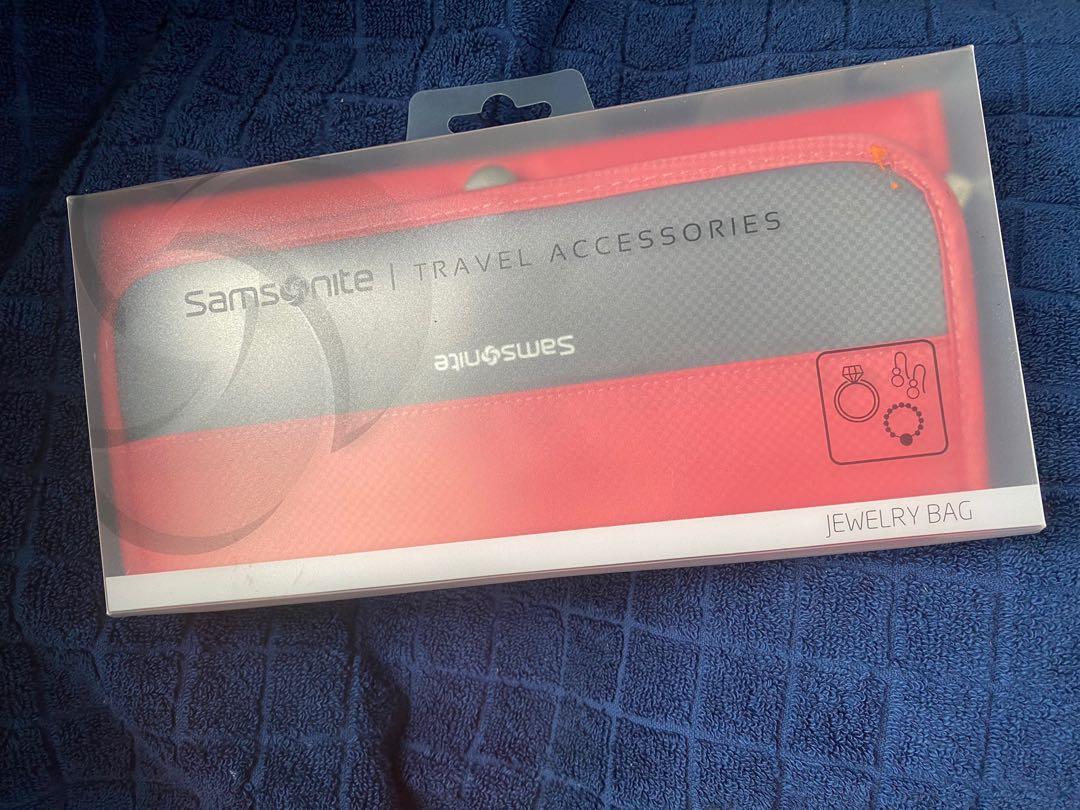 Samsonite | TRAVEL ACCESSORIES
Samsonite
JEWELRY BAG